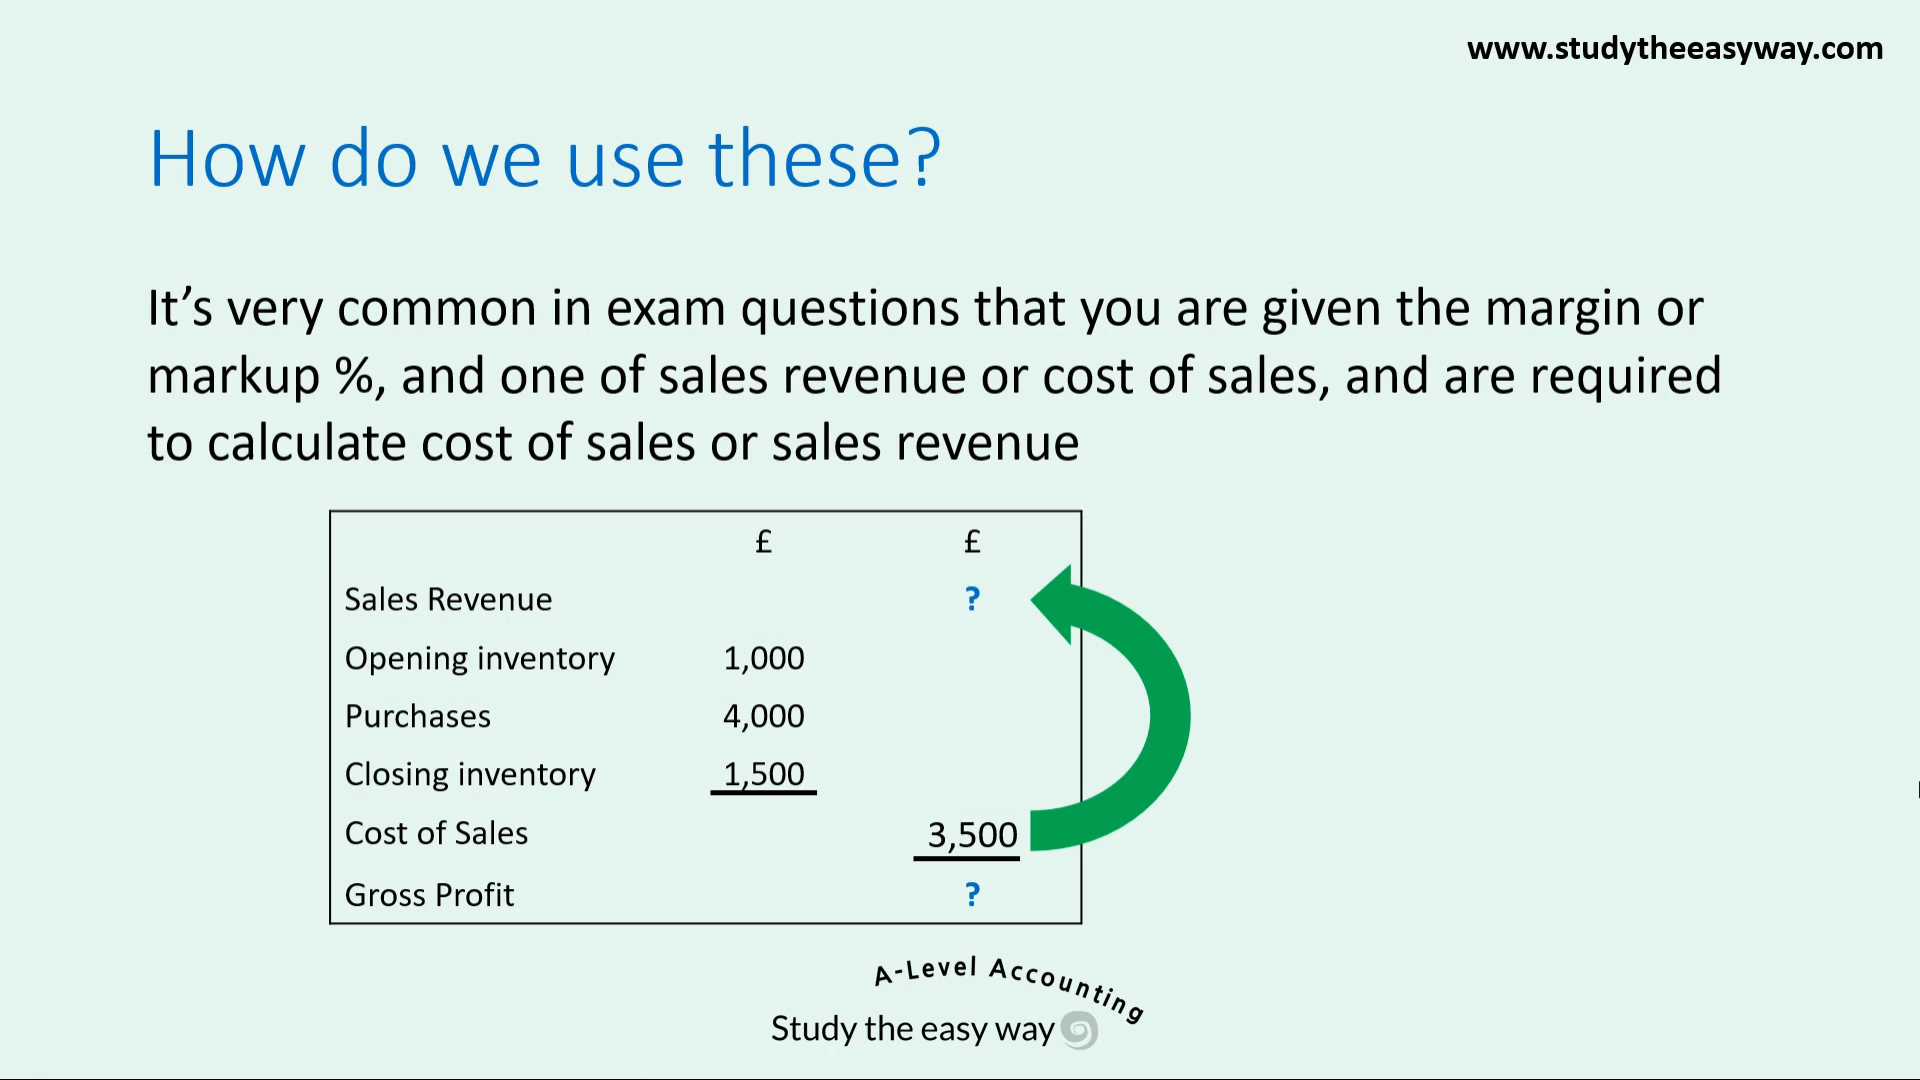 www.studytheeasyway.com
How do we use these?
It’s very common in exam questions that you are given the margin or
markup %, and one of sales revenue or cost of sales, and are required
to calculate cost of sales or sales revenue
£ £
Sales Revenue ?
Opening inventory 1,000
Purchases 4,000
Closing inventory 1,500
Cost of Sales 3,500
Gross Profit ?
A-Level Accounting
Study the easy way